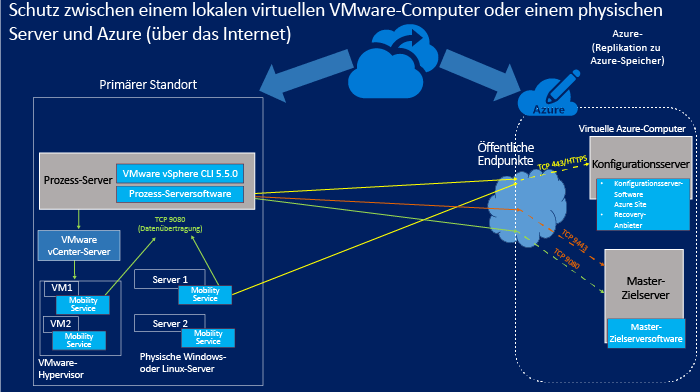 Schutz zwischen einem lokalen virtuellen VMware-Computer oder einem physischen
Server und Azure (über das Internet)
Azure-
(Replikation zu
Azure-Speicher)
Primärer Standort
Azure
Virtuelle Azure-Computer
Öffentliche
Endpunkte
TCP 443/HTTPS
Konfigurationsserver
Konfigurationsserver-
Software
Azure Site
Recovery-
Anbieter
Prozess-Server
VMware vSphere CLI 5.5.0
Prozess-Serversoftware
TCP 9080
(Datenübertragung)
VMware
vCenter-Server
TCP 9443
TCP 9080
Master-
Zielserver
Master-
Zielserversoftware
VM1
Mobility
Service
VM2
Mobility
Service
VMware-
Hypervisor
Server 1
Mobility
Service
Server 2
Mobility
Service
Physische Windows-
oder Linux-Server